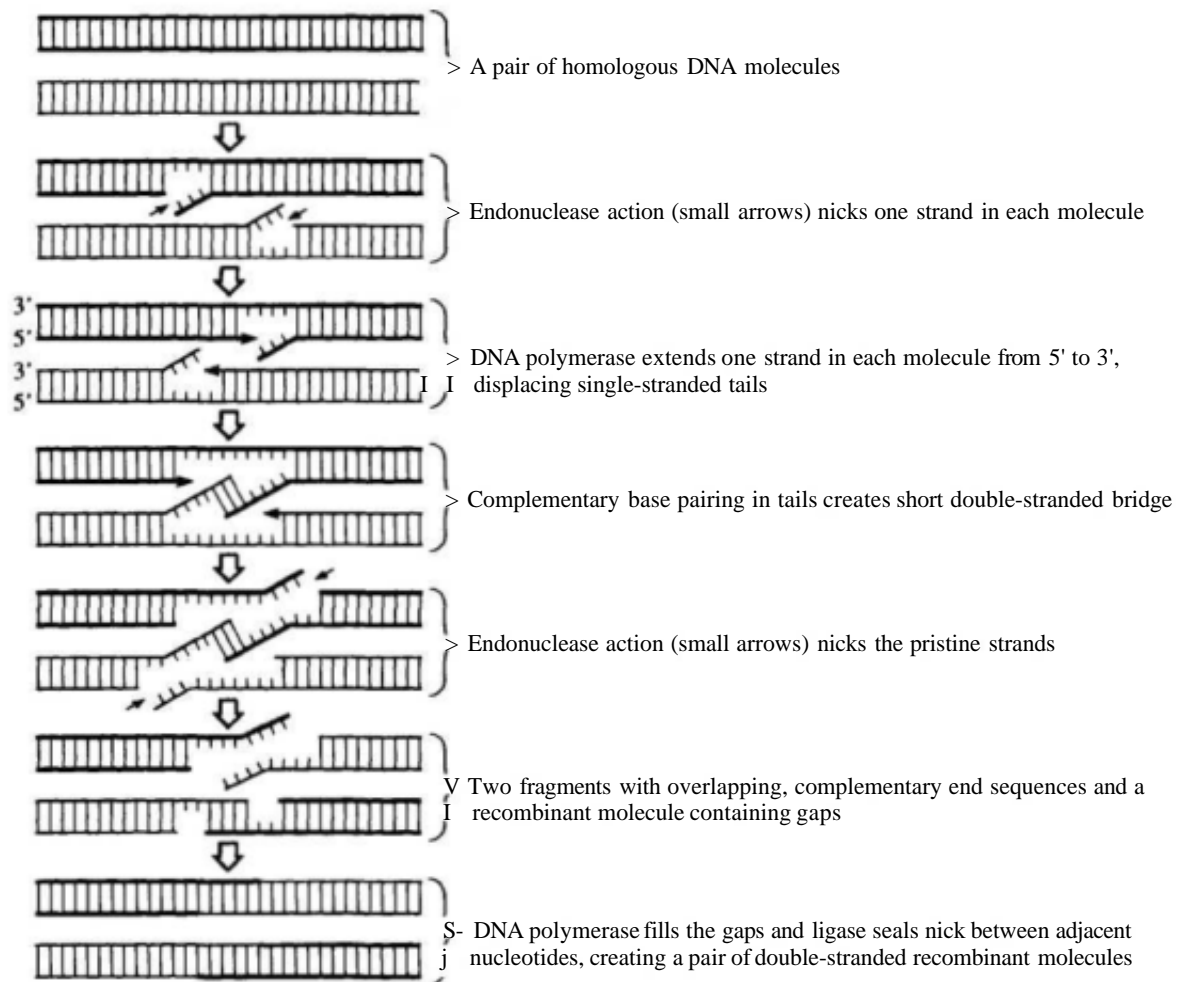 > A pair of homologous DNA molecules
> Endonuclease action (small arrows) nicks one strand in each molecule
3'
5'
3'
5'
> DNA polymerase extends one strand in each molecule from 5' to 3',
I I displacing single-stranded tails
> Complementary base pairing in tails creates short double-stranded bridge
> Endonuclease action (small arrows) nicks the pristine strands
V Two fragments with overlapping, complementary end sequences and a
I recombinant molecule containing gaps
S- DNA polymerase fills the gaps and ligase seals nick between adjacent
j nucleotides, creating a pair of double-stranded recombinant molecules